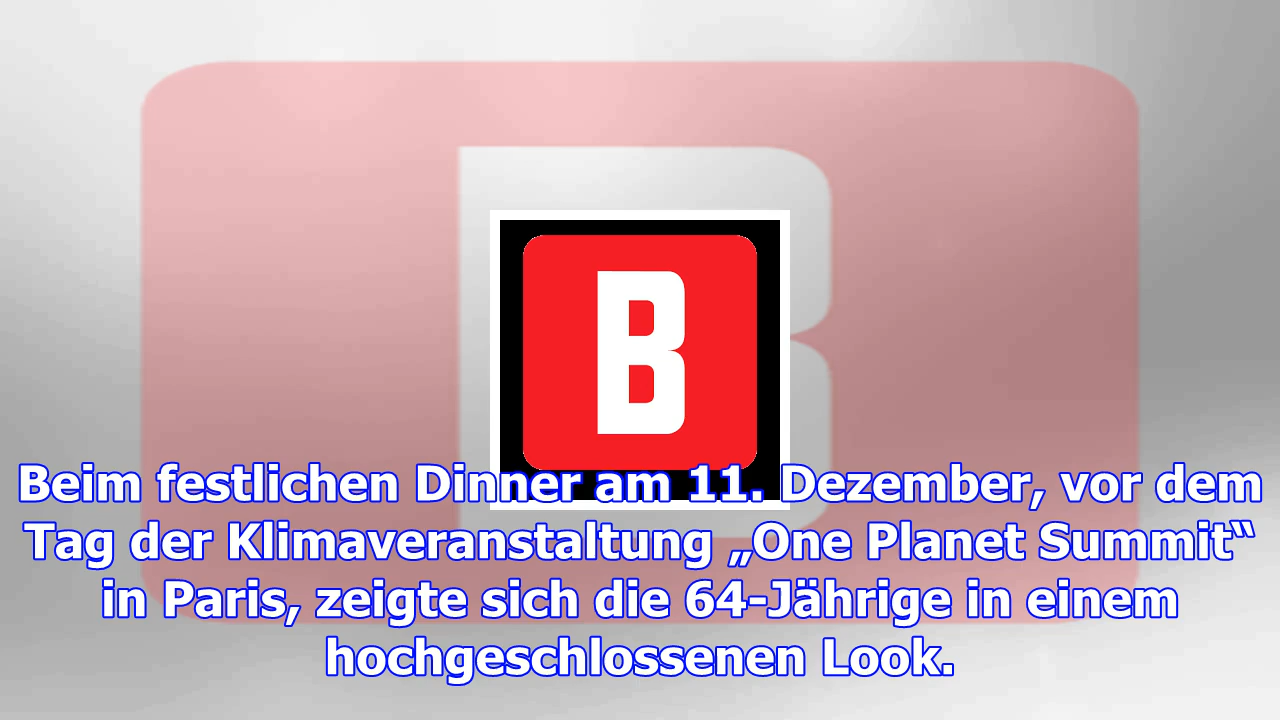 B
Beim festlichen Dinner am 11. Dezember, vor dem
Tag der Klimaveranstaltung „One Planet Summit“
in Paris, zeigte sich die 64-Jährige in einem
hochgeschlossenen Look.